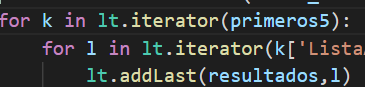 for k in lt.iterator(primeros5):
for l in lt.iterator(k['Lista
lt.addLast(resultados,l)